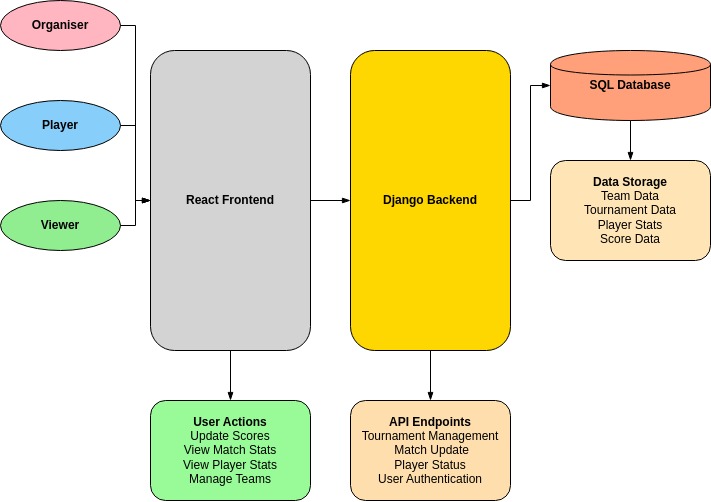 Organiser
Player
Viewer
React Frontend
Django Backend
SQL Database
Data Storage
Team Data
Tournament Data
Player Stats
Score Data
User Actions
Update Scores
View Match Stats
View Player Stats
Manage Teams
API Endpoints
Tournament Management
Match Update
Player Status
User Authentication